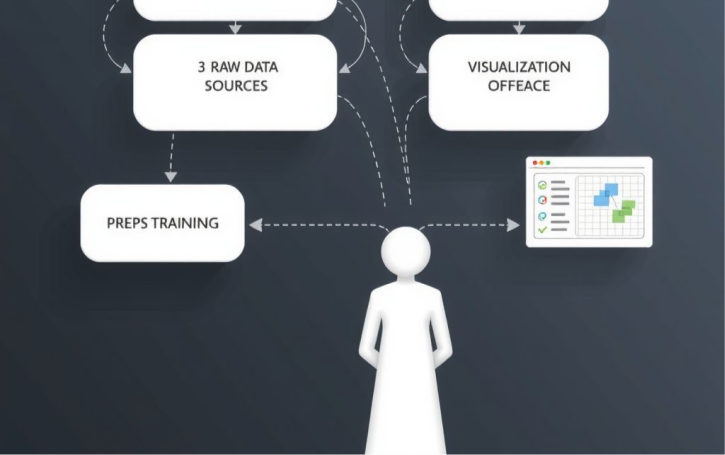 3 RAW DATA
SOURCES
VISUALIZATION
OFFEACE
PREPS TRAINING